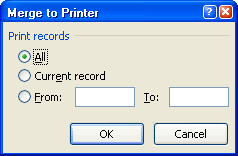 Merge to Printer
Print records
All
Current record
From: To:
OK Cancel